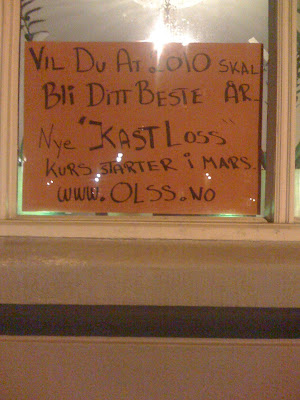 Vil Du At 2010 SKAL
Bli Ditt Beste ÅR.
Nye "KAST LOSS"
KURS STARTER i MARS.
WWW.OLSS.NO